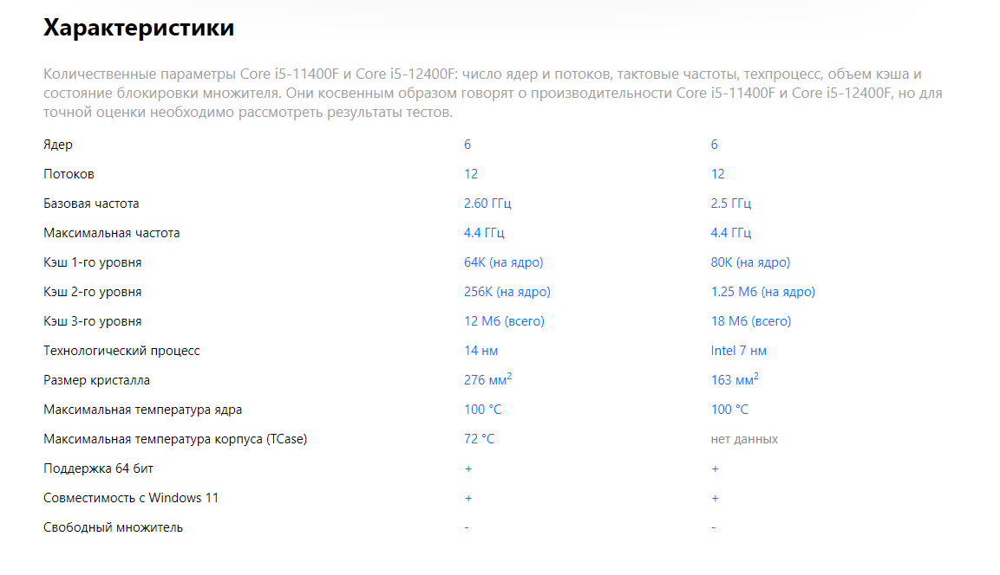 Характеристики
Количественные параметры Core i5-11400F и Core i5-12400F: число ядер и потоков, тактовые частоты, техпроцесс, объем кэша и
состояние блокировки множителя. Они косвенным образом говорят о производительности Core i5-11400F и Core i5-12400F, но для
точной оценки необходимо рассмотреть результаты тестов.
Ядер 6 6
Потоков 12 12
Базовая частота 2.60 ГГц 2.5 ГГц
Максимальная частота 4.4 ГГц 4.4 ГГц
Кэш 1-го уровня 64K (на ядро) 80K (на ядро)
Кэш 2-го уровня 256K (на ядро) 1.25 Мб (на ядро)
Кэш 3-го уровня 12 Мб (всего) 18 Мб (всего)
Технологический процесс 14 нм Intel 7 нм
Размер кристалла 276 мм² 163 мм²
Максимальная температура ядра 100 °C 100 °C
Максимальная температура корпуса (TCase) 72 °C нет данных
Поддержка 64 бит + +
Совместимость с Windows 11 + +
Свободный множитель - -